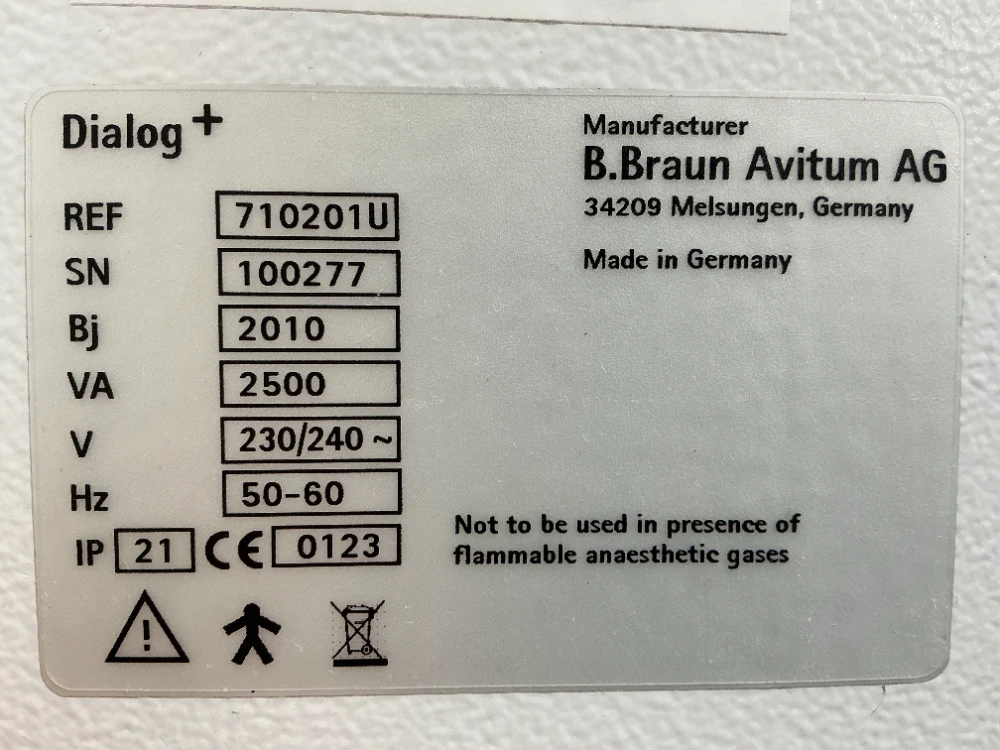 Dialog+
REF 710201U
SN 100277
Bj 2010
VA 2500
V 230/240 ~
Hz 50-60
IP 21 CE 0123
Manufacturer
B.Braun Avitum AG
34209 Melsungen, Germany
Made in Germany
Not to be used in presence of
flammable anaesthetic gases